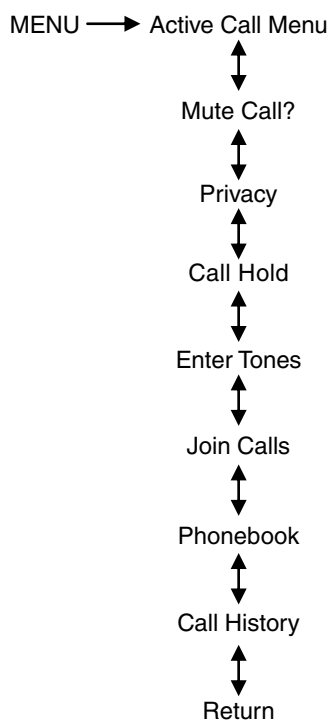 MENU Active Call Menu
Mute Call?
Privacy
Call Hold
Enter Tones
Join Calls
Phonebook
Call History
Return